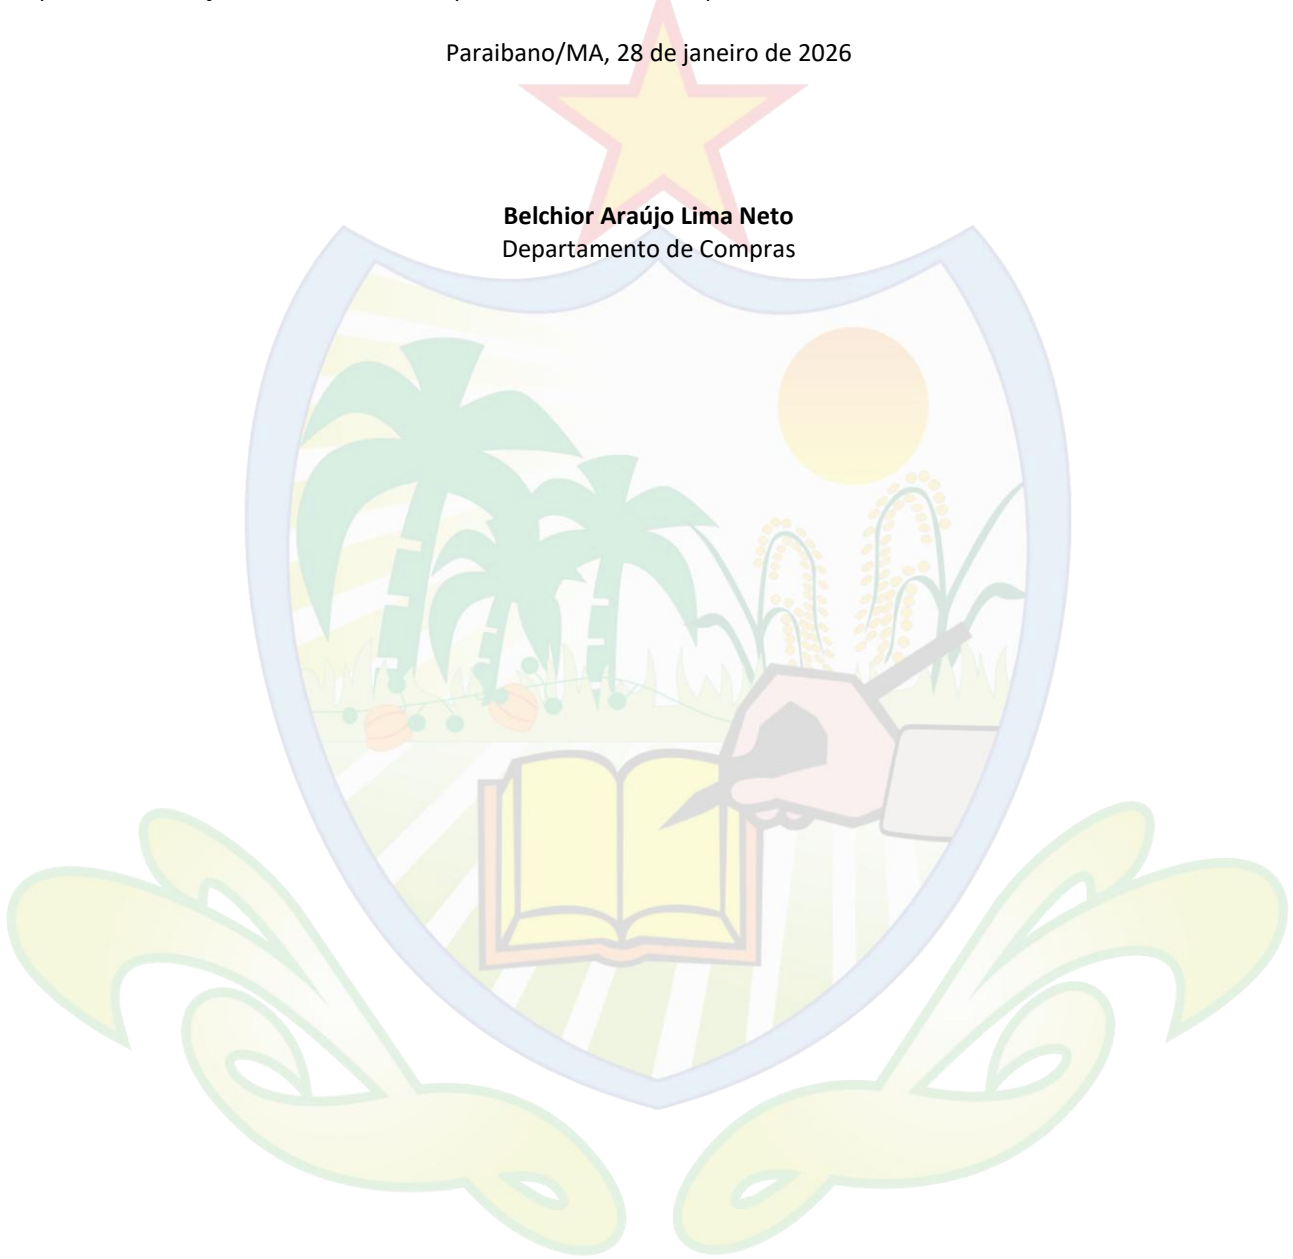 Paraibano/MA, 28 de janeiro de 2026
Belchior Araújo Lima Neto
Departamento de Compras